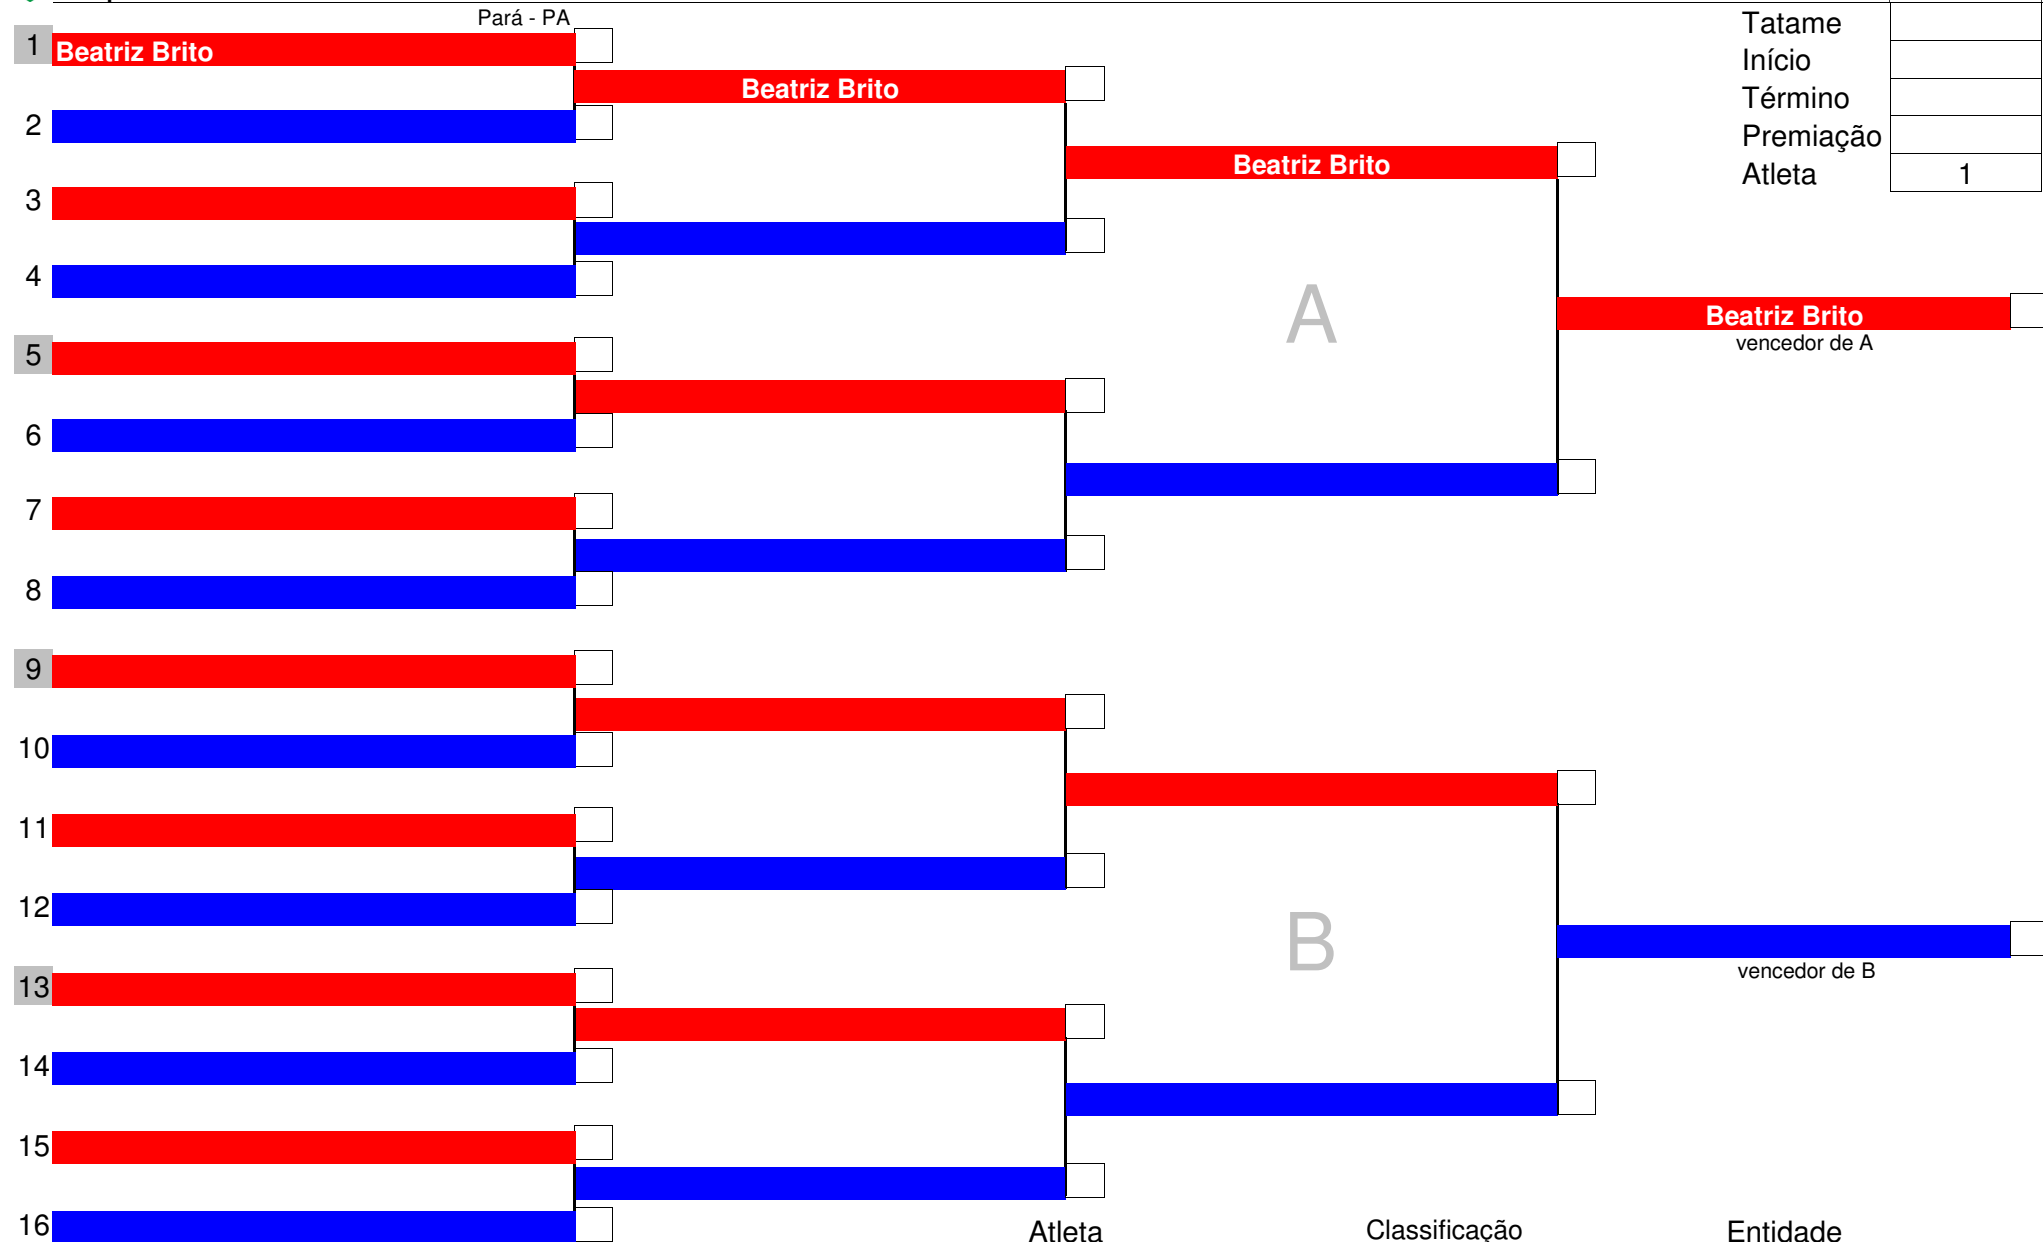 Pará - PA
Tatame
1 Beatriz Brito
Início
Beatriz Brito
Término
2
Premiação
Beatriz Brito
Atleta 1
3
4
A
Beatriz Brito
vencedor de A
5
6
7
8
9
10
11
12
B
vencedor de B
13
14
15
16
Atleta Classificação Entidade